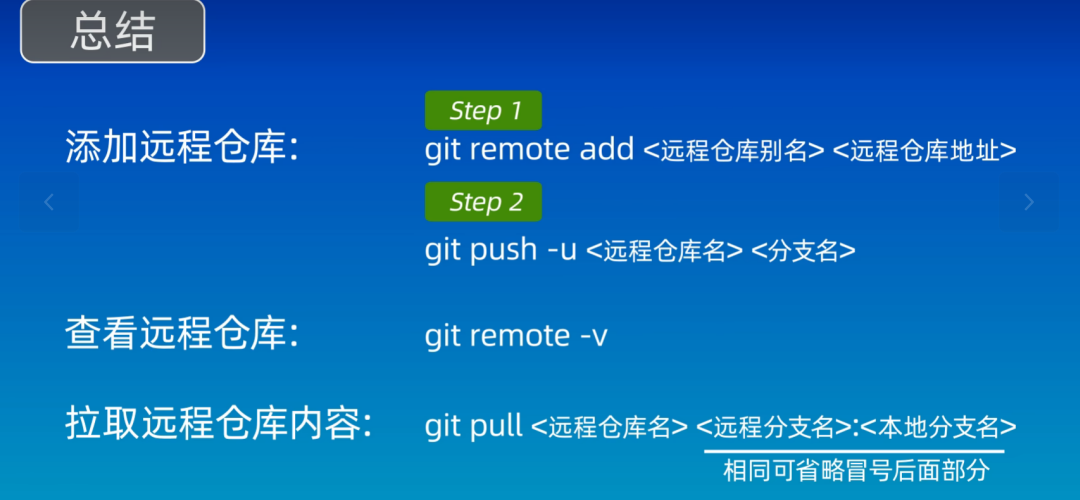 总结
Step 1
添加远程仓库: git remote add <远程仓库别名> <远程仓库地址>
Step 2
git push -u <远程仓库名> <分支名>
查看远程仓库: git remote -v
拉取远程仓库内容: git pull <远程仓库名> <远程分支名>:<本地分支名>
相同可省略冒号后面部分